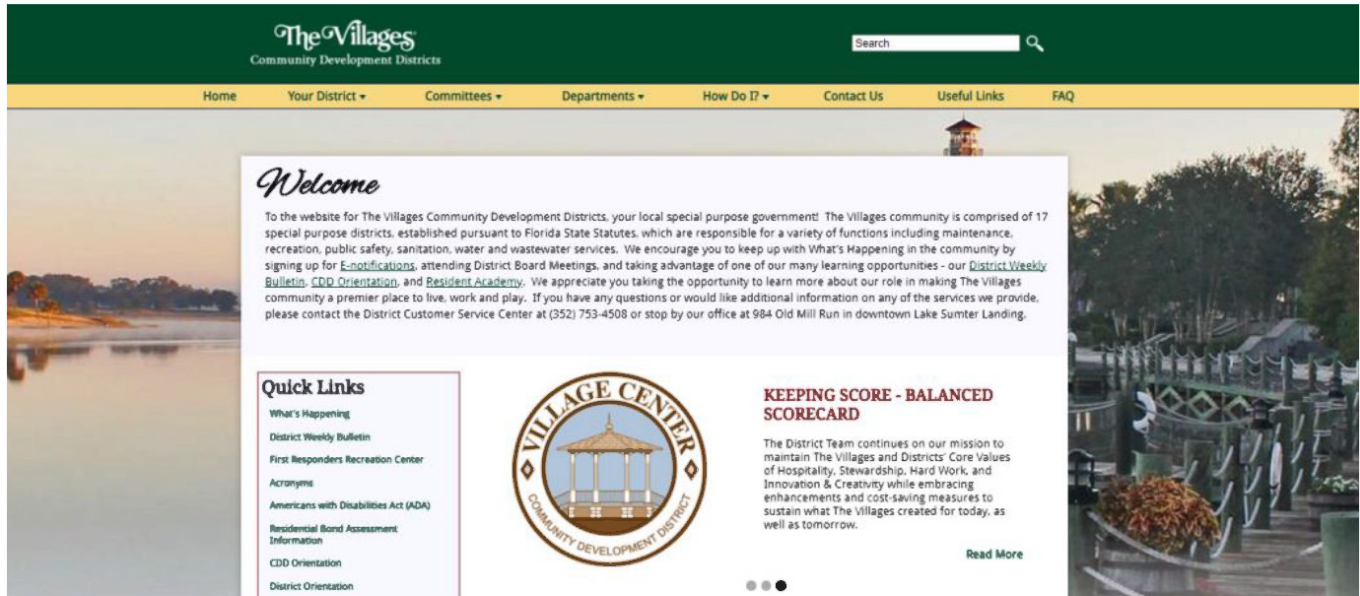 The Villages
Community Development Districts
Search
Home Your District Committees Departments How Do I? Contact Us Useful Links FAQ
Welcome
To the website for The Villages Community Development Districts, your local special purpose government! The Villages community is comprised of 17
special purpose districts, established pursuant to Florida State Statutes, which are responsible for a variety of functions including maintenance,
recreation, public safety, sanitation, water and wastewater services. We encourage you to keep up with What's Happening in the community by
signing up for E-notifications, attending District Board Meetings, and taking advantage of one of our many learning opportunities - our District Weekly
Bulletin, CDD Orientation, and Resident Academy. We appreciate you taking the opportunity to learn more about our role in making The Villages
community a premier place to live, work and play. If you have any questions or would like additional information on any of the services we provide,
please contact the District Customer Service Center at (352) 753-4508 or stop by our office at 984 Old Mill Run in downtown Lake Sumter Landing.
Quick Links
What's Happening
District Weekly Bulletin
First Responders Recreation Center
Acronyms
Americans with Disabilities Act (ADA)
Residential Bond Assessment
Information
CDD Orientation
District Orientation
VILLAGE CENTER
COMMUNITY DEVELOPMENT DISTRICT
KEEPING SCORE - BALANCED
SCORECARD
The District Team continues on our mission to
maintain The Villages and Districts' Core Values
of Hospitality, Stewardship, Hard Work, and
Innovation & Creativity while embracing
enhancements and cost-saving measures to
sustain what The Villages created for today, as
well as tomorrow.
Read More